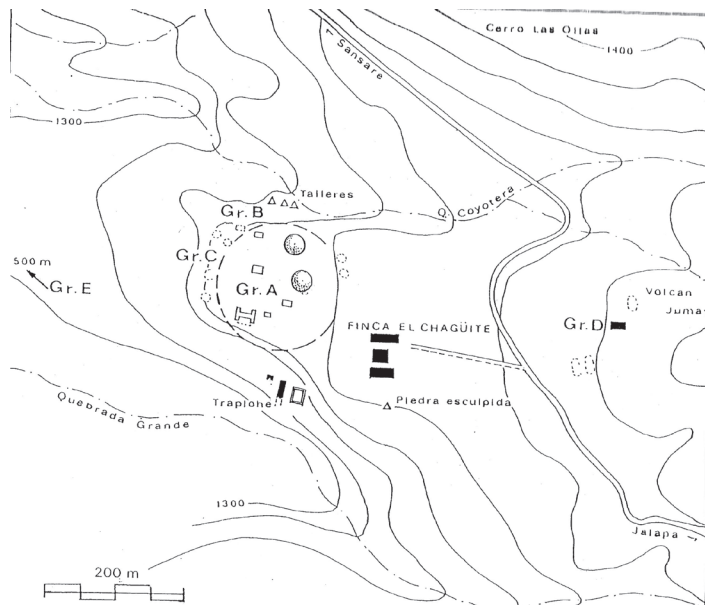 Cerro Las Ollas
1400
← Sansare
1300
Talleres
Gr.B
Q. Coyotera
Gr.C
500 m
Gr.E
Gr.A
Volcan
Jumay
FINCA EL CHAGÜITE
Gr.D
Trapiche
Piedra esculpida
Quebrada Grande
1300
Jalapa →
200 m